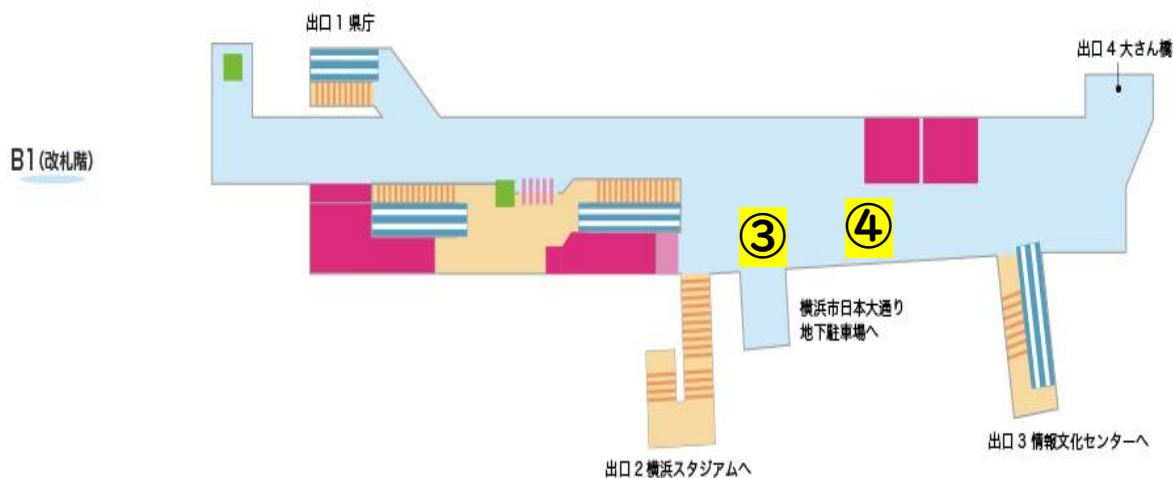 出口1 県庁
出口4 大さん橋
B1(改札階)
③
④
横浜市日本大通り
地下駐車場へ
出口3 情報文化センターへ
出口2 横浜スタジアムへ